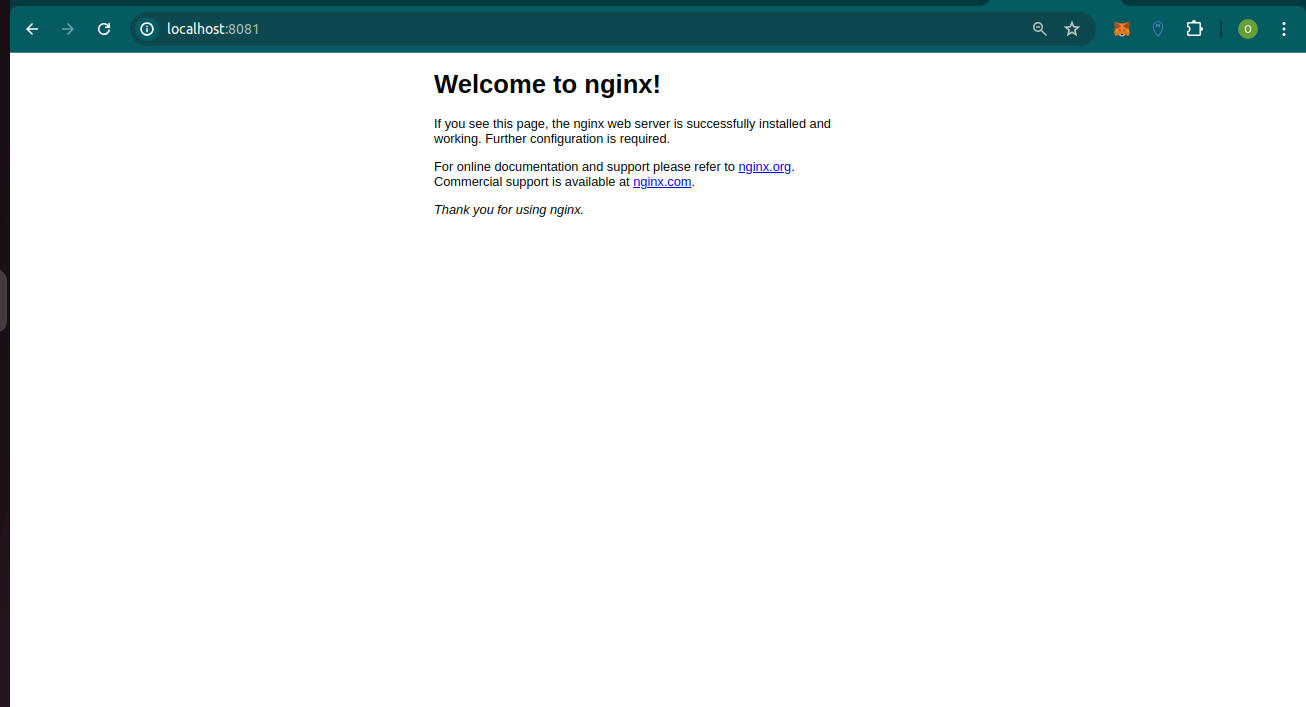 localhost:8081
O
Welcome to nginx!
If you see this page, the nginx web server is successfully installed and
working. Further configuration is required.
For online documentation and support please refer to nginx.org.
Commercial support is available at nginx.com.
Thank you for using nginx.